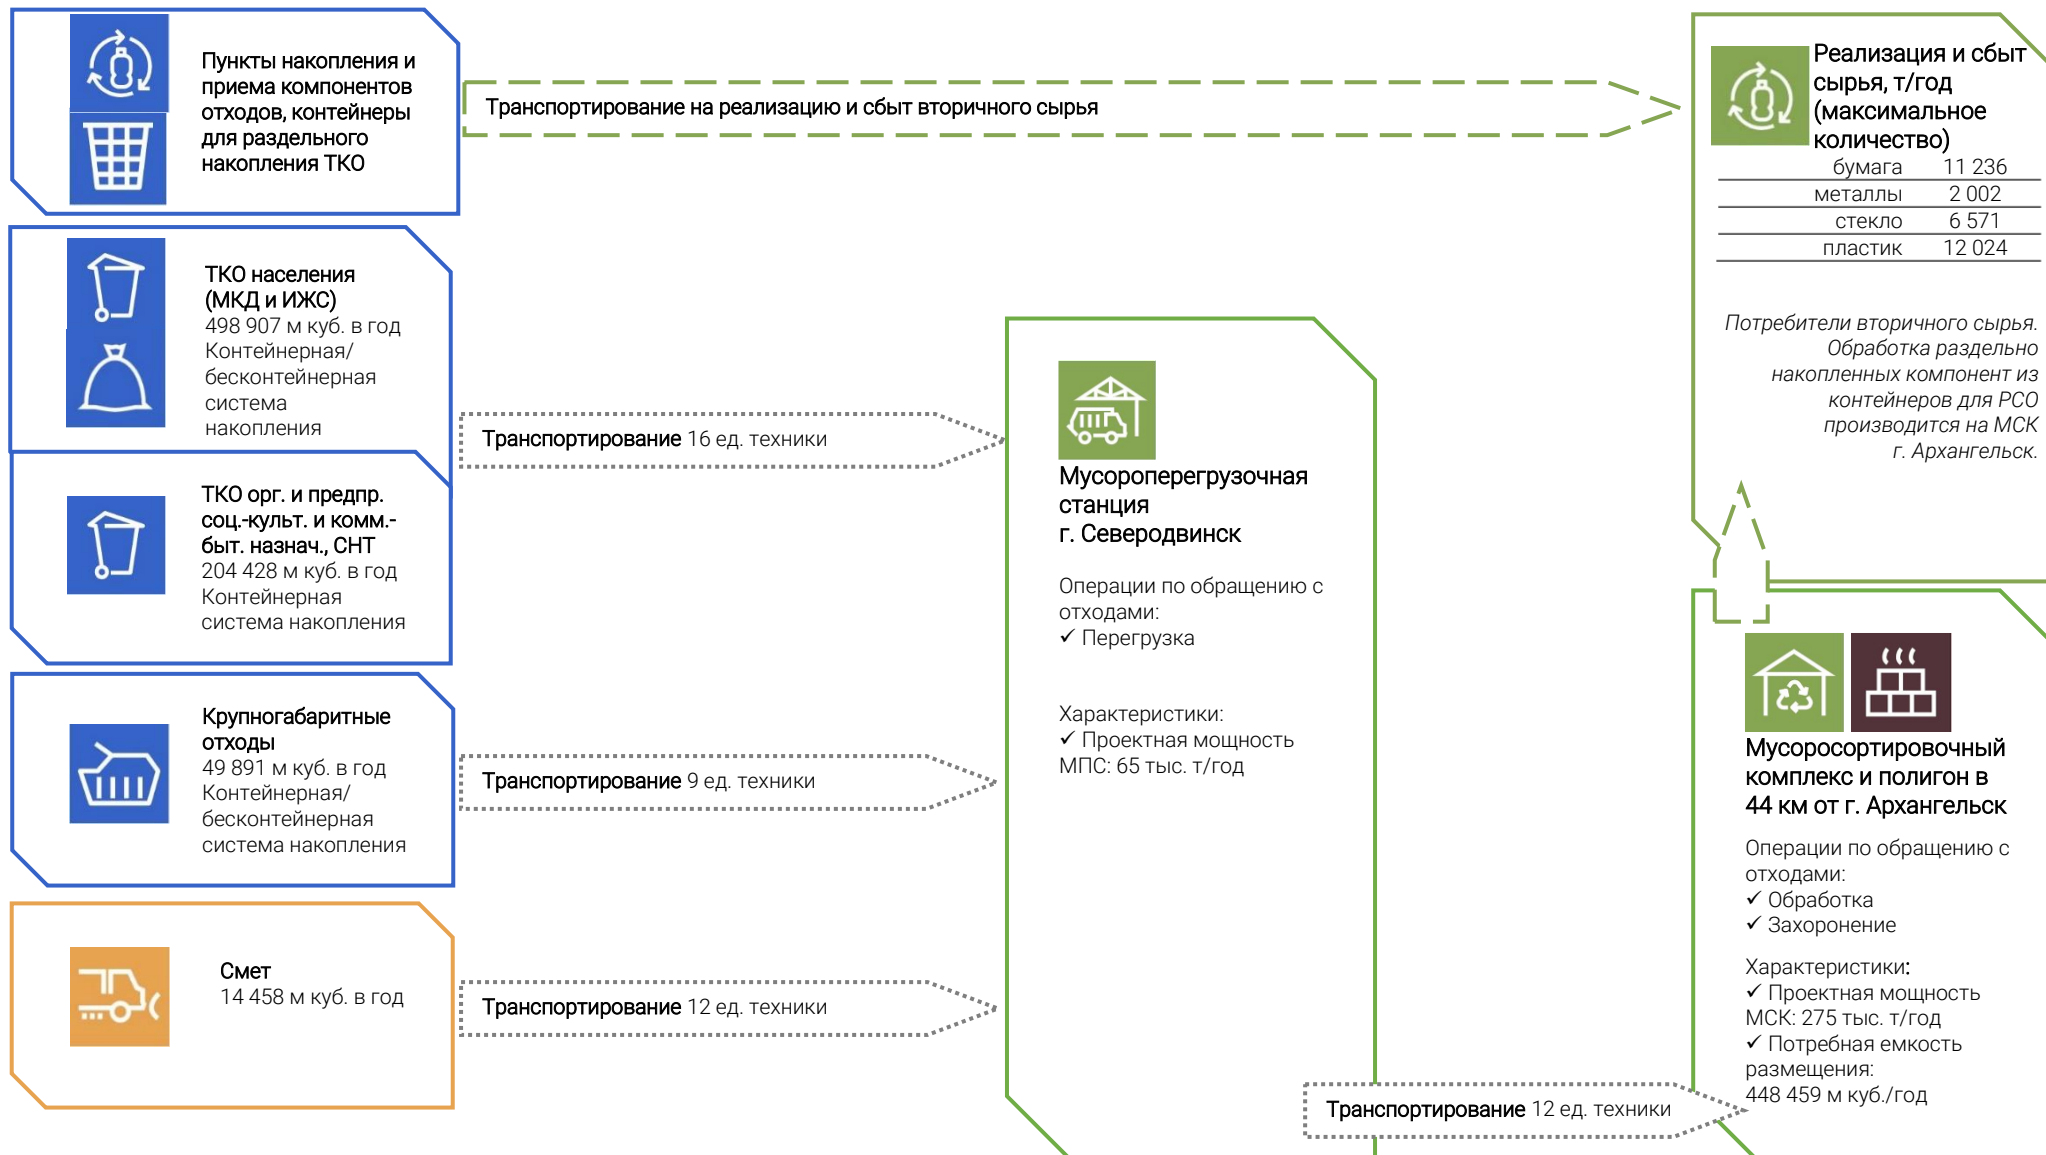 Пункты накопления и
приема компонентов
отходов, контейнеры
для раздельного
накопления ТКО
Транспортирование на реализацию и сбыт вторичного сырья
Реализация и сбыт
сырья, т/год
(максимальное
количество)
бумага 11 236
металлы 2 002
стекло 6 571
пластик 12 024
Потребители вторичного сырья.
Обработка раздельно
накопленных компонент из
контейнеров для РСО
производится на МСК
г. Архангельск.
ТКО населения
(МКД и ИЖС)
498 907 м куб. в год
Контейнерная/
бесконтейнерная
система
накопления
Транспортирование 16 ед. техники
ТКО орг. и предпр.
соц.-культ. и комм.-
быт. назнач., СНТ
204 428 м куб. в год
Контейнерная
система накопления
Крупногабаритные
отходы
49 891 м куб. в год
Контейнерная/
бесконтейнерная
система накопления
Транспортирование 9 ед. техники
Смет
14 458 м куб. в год
Транспортирование 12 ед. техники
Мусороперегрузочная
станция
г. Северодвинск
Операции по обращению с
отходами:
✓ Перегрузка
Характеристики:
✓ Проектная мощность
МПС: 65 тыс. т/год
Транспортирование 12 ед. техники
Мусоросортировочный
комплекс и полигон в
44 км от г. Архангельск
Операции по обращению с
отходами:
✓ Обработка
✓ Захоронение
Характеристики:
✓ Проектная мощность
МСК: 275 тыс. т/год
✓ Потребная емкость
размещения:
448 459 м куб./год